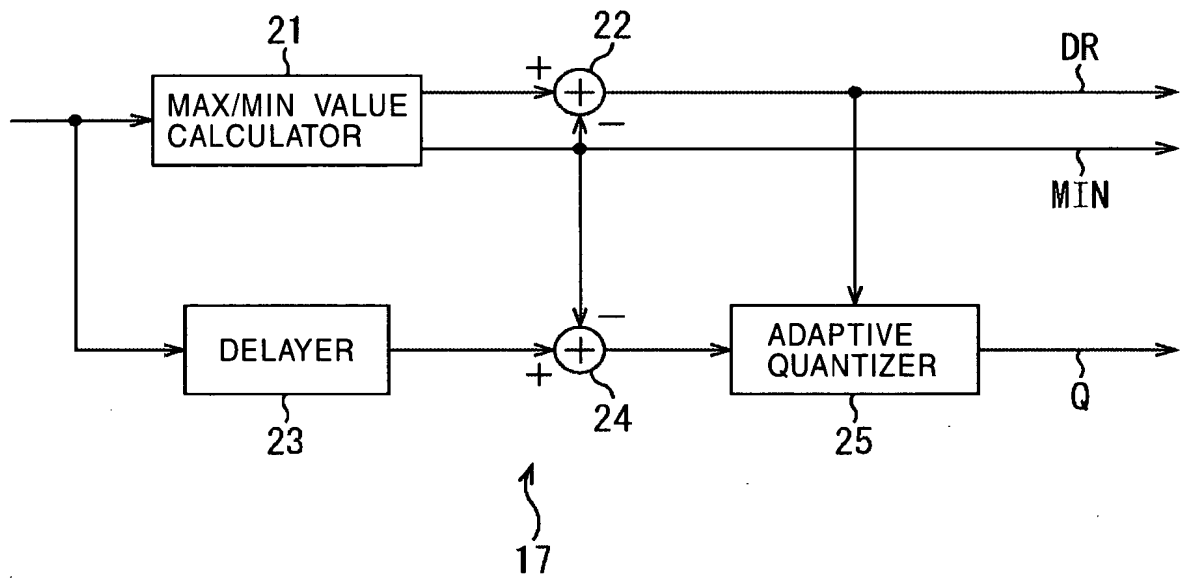 21
22
DR
+
MAX/MIN VALUE
CALCULATOR
+
−
MIN
−
DELAYER
+
+
ADAPTIVE
QUANTIZER
23
24
25
Q
17